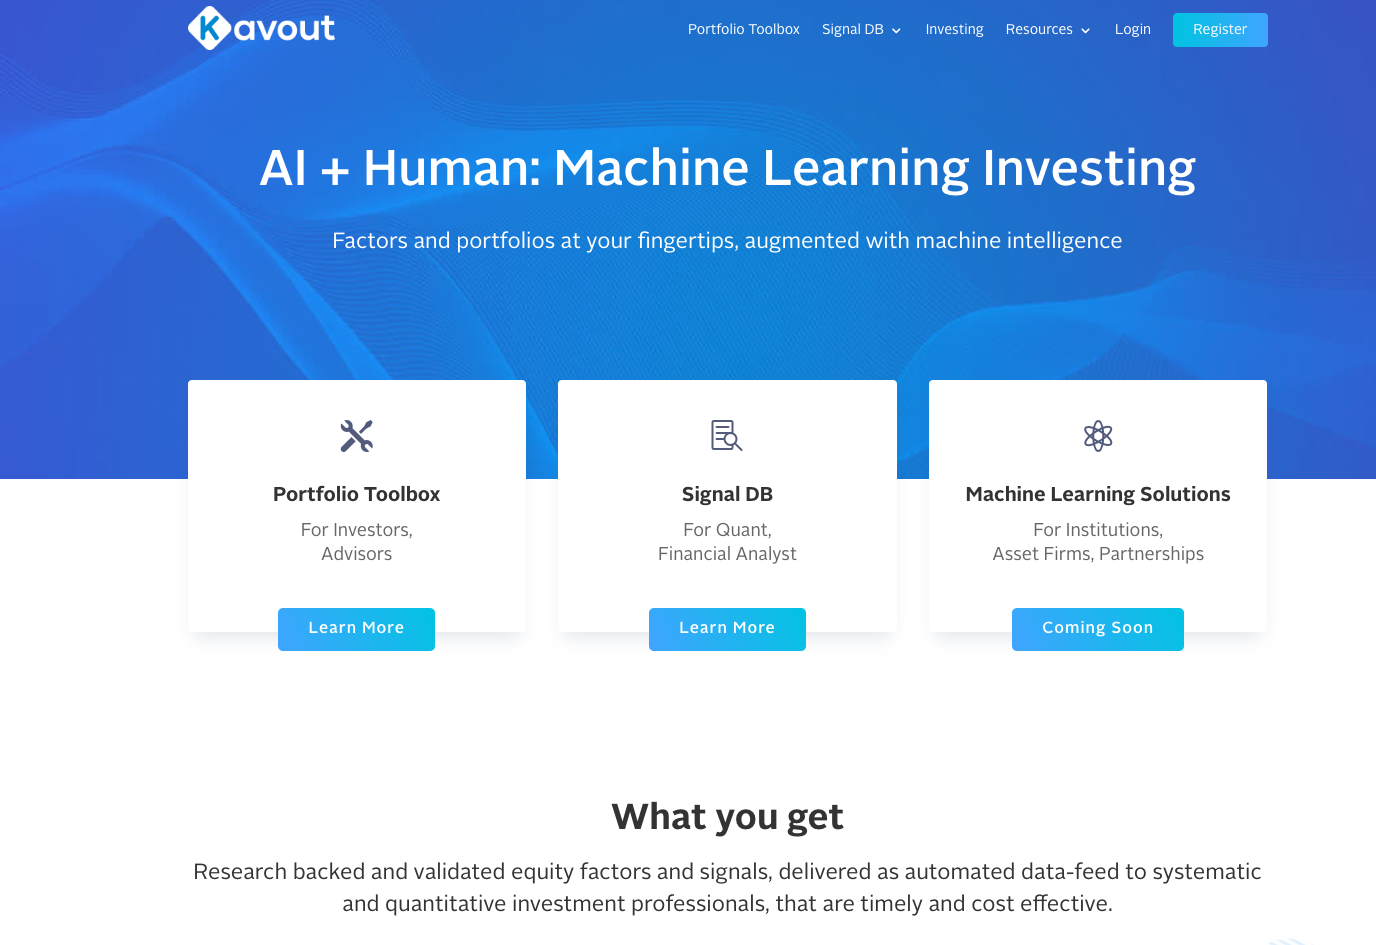 Kavout
Portfolio Toolbox Signal DB Investing Resources Login Register
AI + Human: Machine Learning Investing
Factors and portfolios at your fingertips, augmented with machine intelligence
Portfolio Toolbox
For Investors,
Advisors
Learn More
Signal DB
For Quant,
Financial Analyst
Learn More
Machine Learning Solutions
For Institutions,
Asset Firms, Partnerships
Coming Soon
What you get
Research backed and validated equity factors and signals, delivered as automated data-feed to systematic
and quantitative investment professionals, that are timely and cost effective.